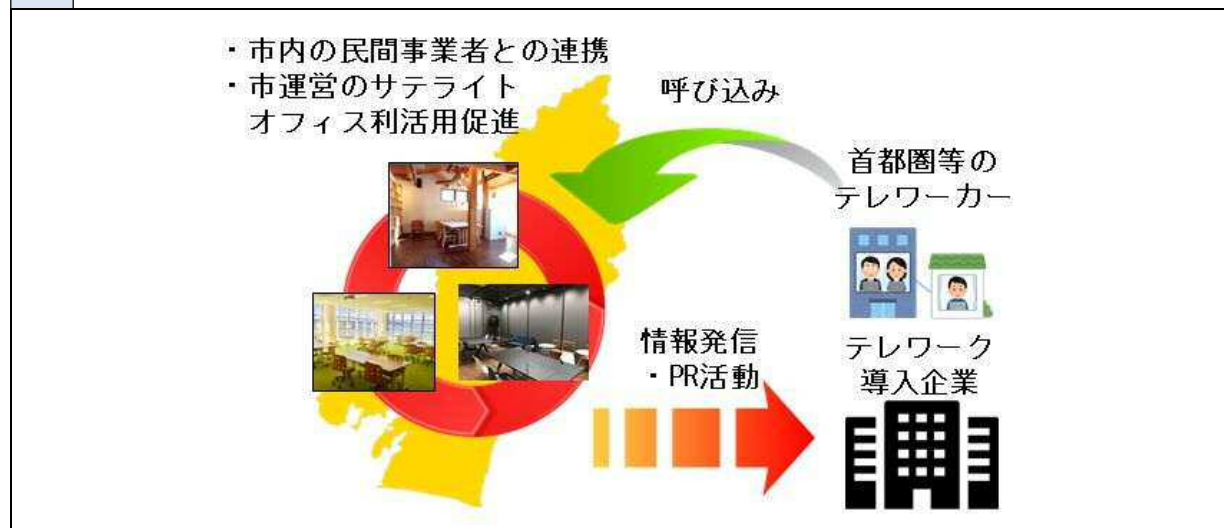 ・市内の民間事業者との連携
・市運営のサテライト
オフィス利活用促進
呼び込み
首都圏等の
テレワーカー
情報発信
・PR活動
テレワーク
導入企業